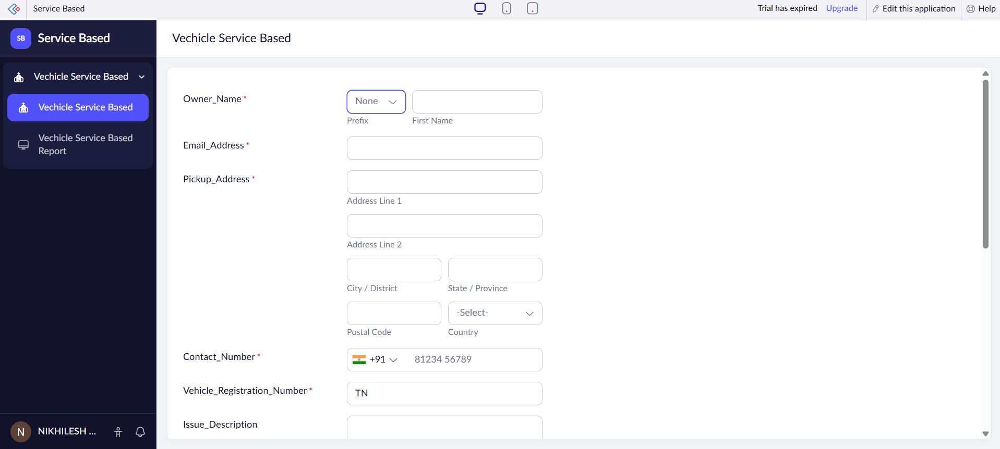 Service Based
Trial has expired Upgrade Edit this application Help
SB Service Based
Vechicle Service Based
Vechicle Service Based
Vechicle Service Based
Vechicle Service Based
Report
NIKHILESH ...
N
Owner_Name *
None
Prefix First Name
Email_Address *
Pickup_Address *
Address Line 1
Address Line 2
City / District State / Province
-Select-
Postal Code Country
Contact_Number *
+91 81234 56789
Vehicle_Registration_Number *
TN
Issue_Description